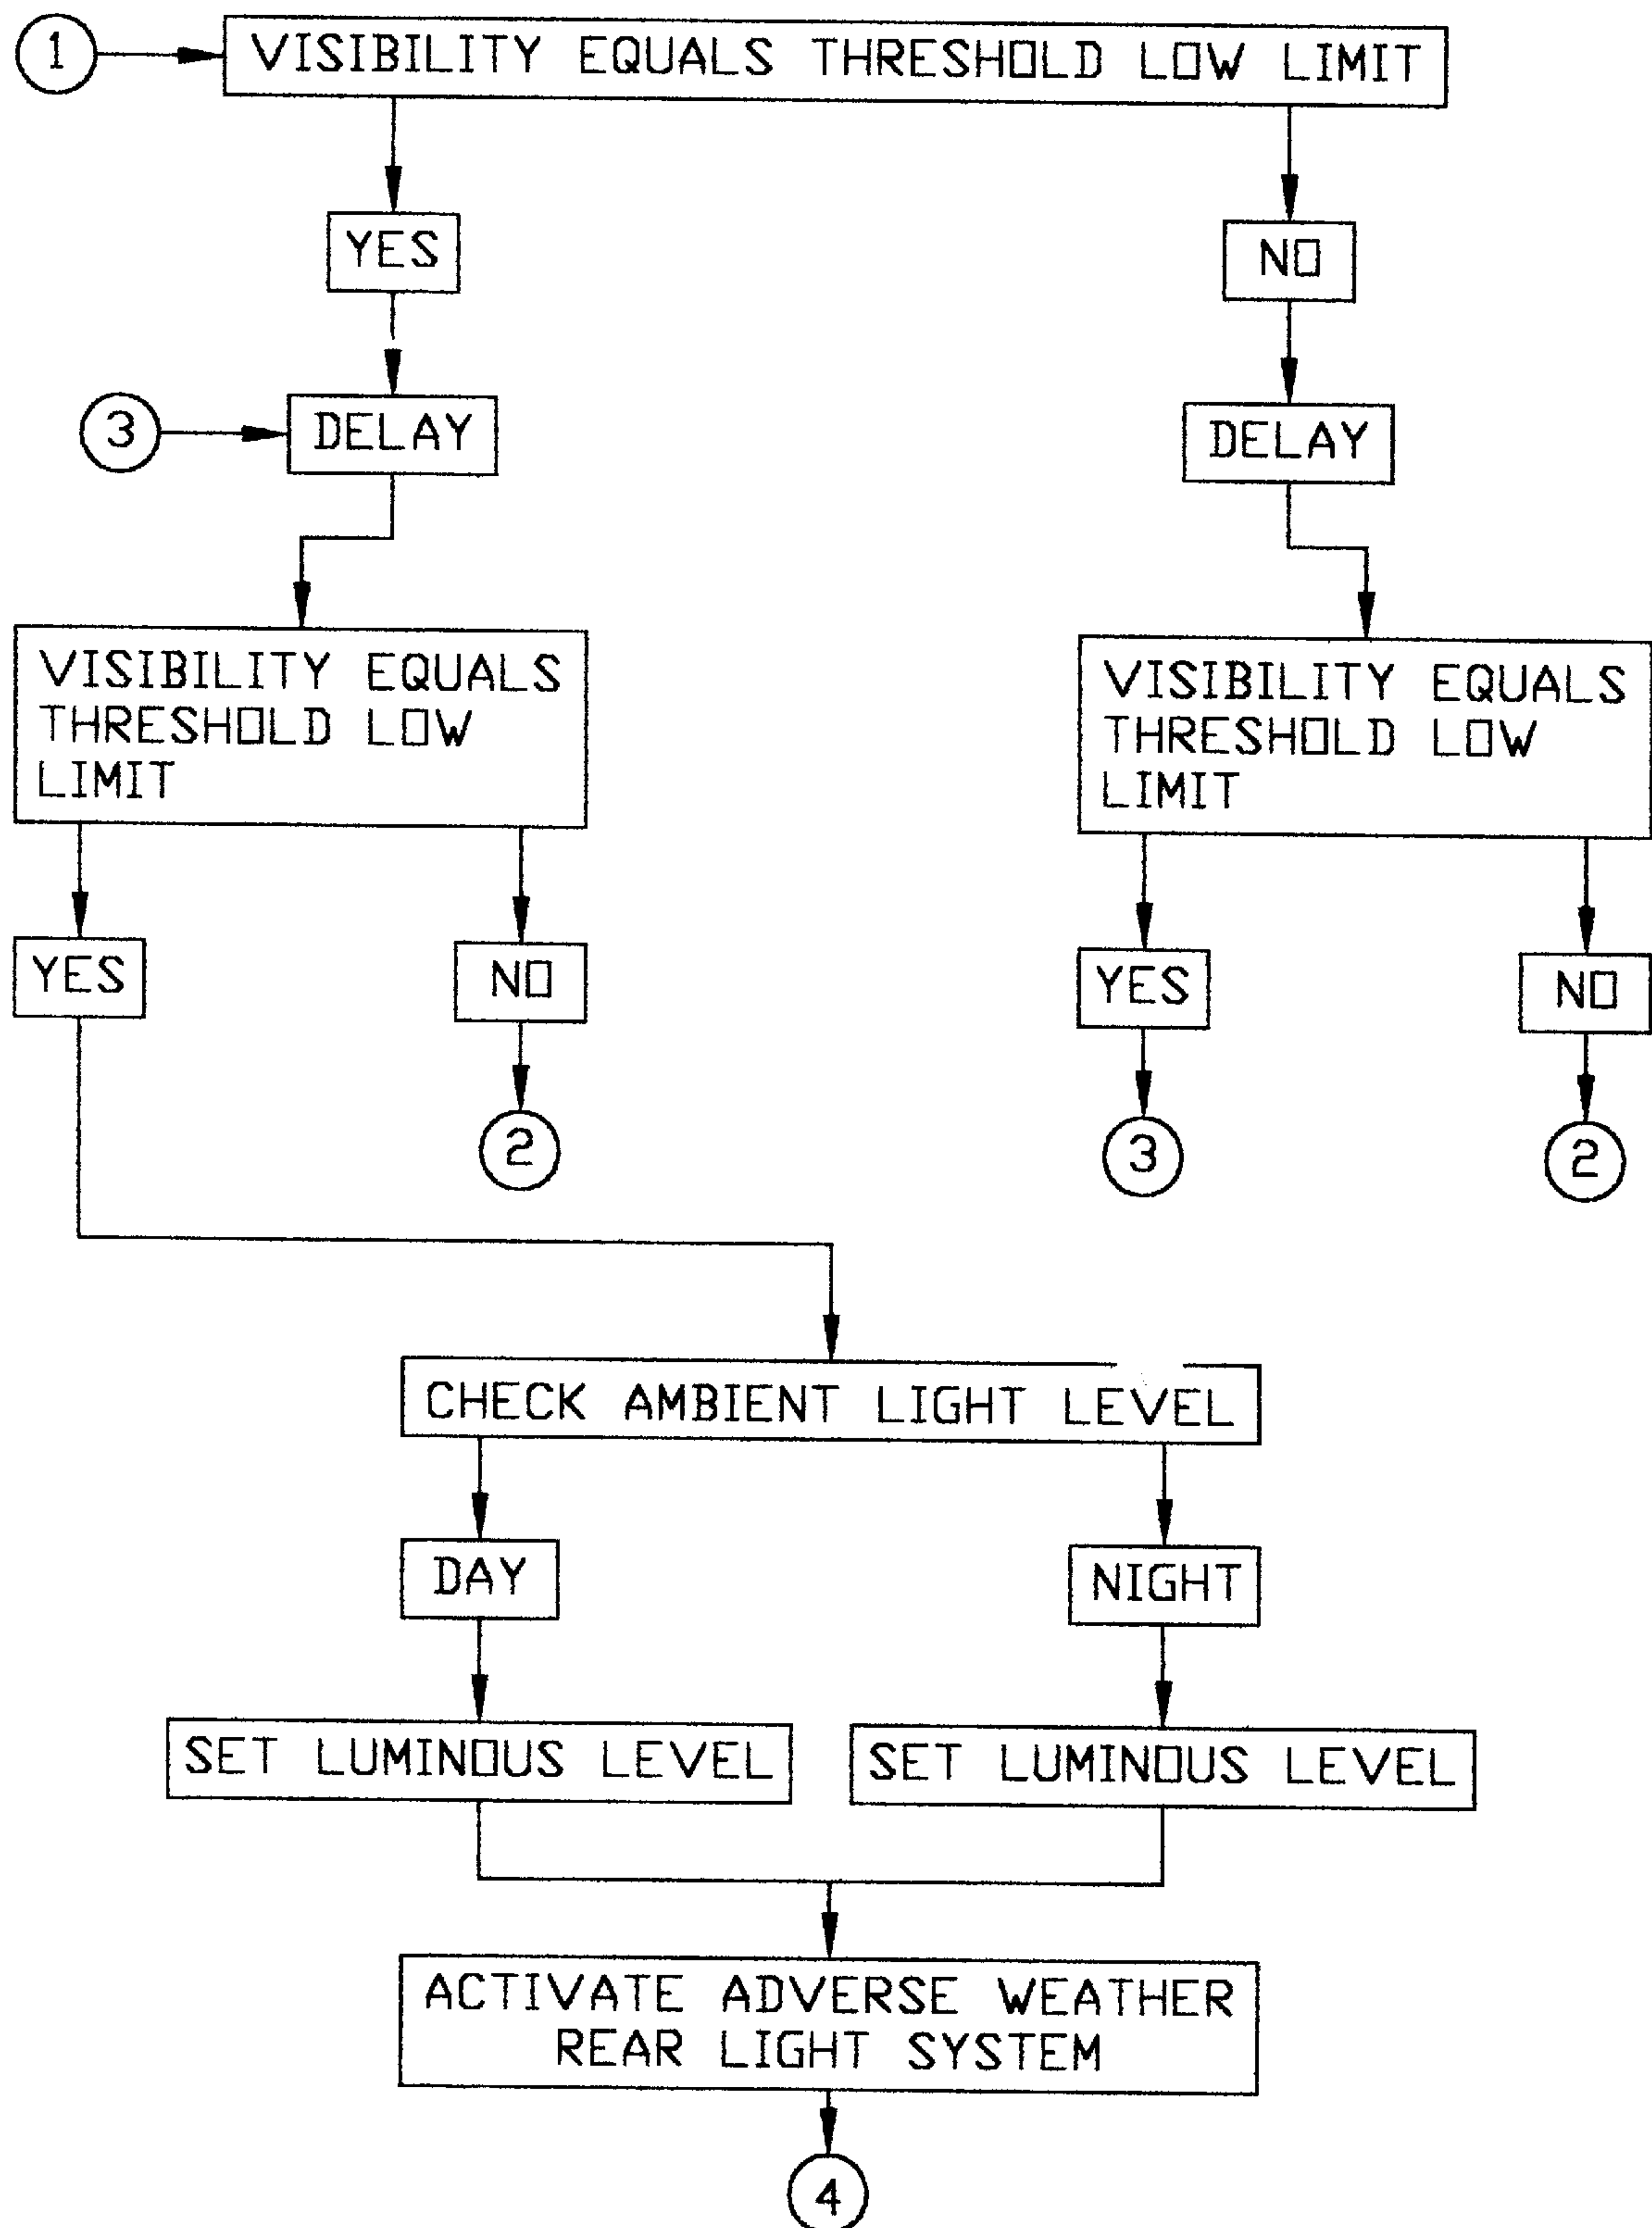 1
VISIBILITY EQUALS THRESHOLD LOW LIMIT
YES
NO
3
DELAY
DELAY
VISIBILITY EQUALS
THRESHOLD LOW
LIMIT
VISIBILITY EQUALS
THRESHOLD LOW
LIMIT
YES
NO
YES
NO
2
3
2
CHECK AMBIENT LIGHT LEVEL
DAY
NIGHT
SET LUMINOUS LEVEL
SET LUMINOUS LEVEL
ACTIVATE ADVERSE WEATHER
REAR LIGHT SYSTEM
4